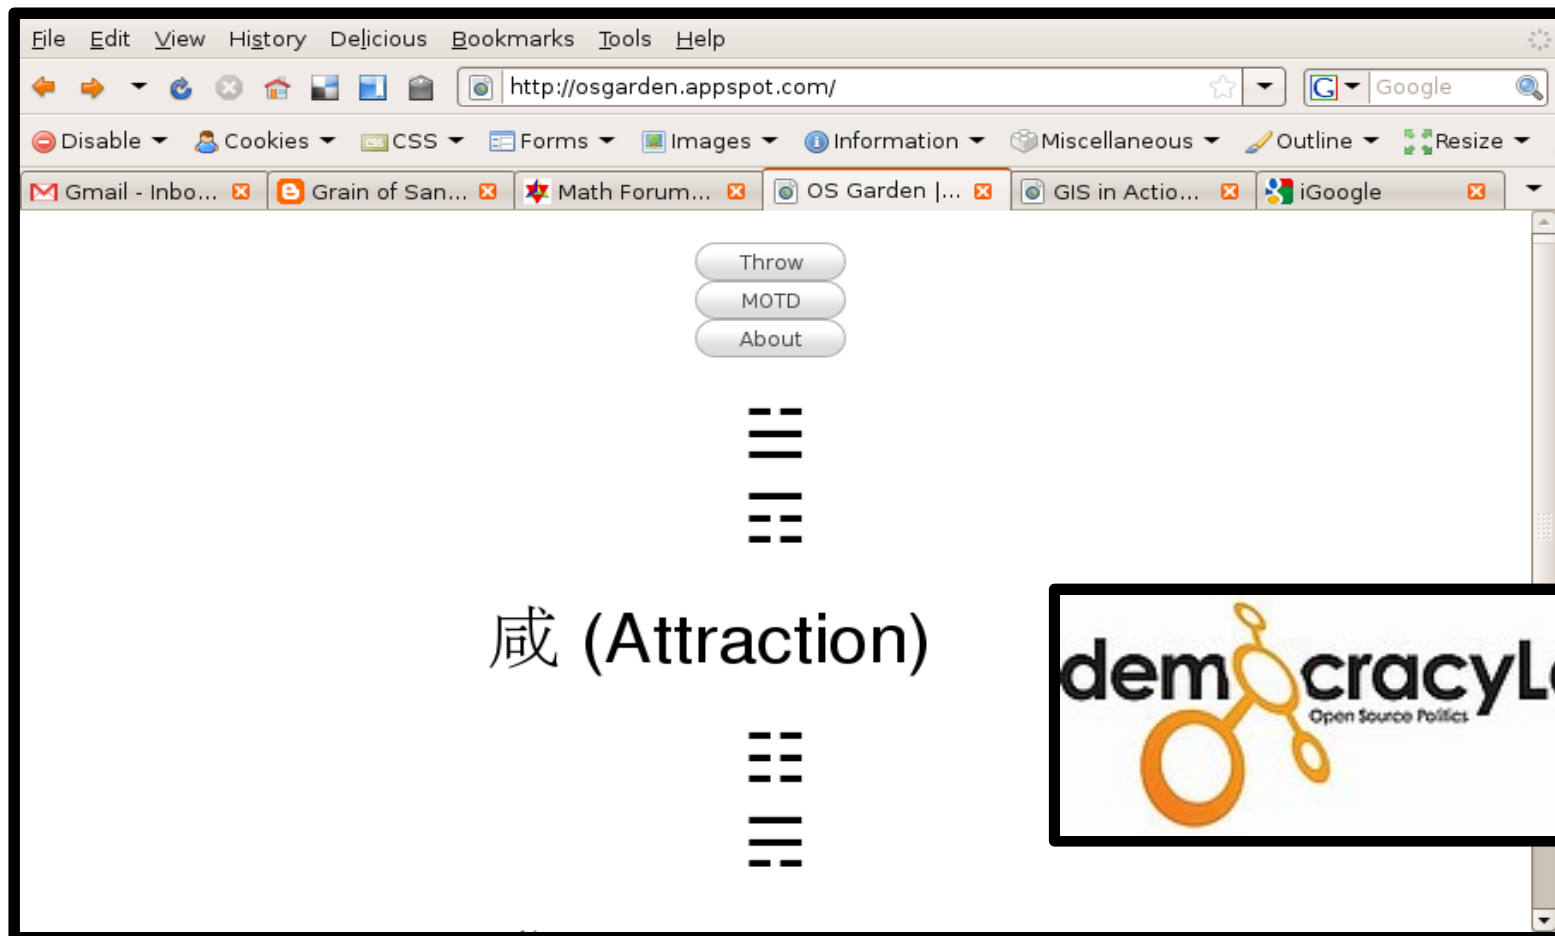 File Edit View History Delicious Bookmarks Tools Help
http://osgarden.appspot.com/ Google
Disable Cookies CSS Forms Images Information Miscellaneous Outline Resize
Gmail - Inbo... Grain of San... Math Forum... OS Garden |... GIS in Actio... iGoogle
Throw
MOTD
About
咸 (Attraction)
democracyL
Open Source Politics